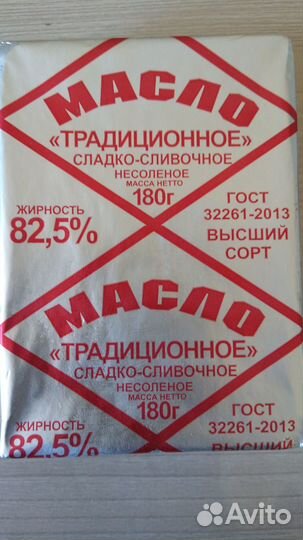 МАСЛО
«ТРАДИЦИОННОЕ»
СЛАДКО-СЛИВОЧНОЕ
НЕСОЛЕНОЕ
МАССА НЕТТО
180г
ЖИРНОСТЬ
82,5%
ГОСТ
32261-2013
ВЫСШИЙ
СОРТ
МАСЛО
«ТРАДИЦИОННОЕ»
СЛАДКО-СЛИВОЧНОЕ
НЕСОЛЕНОЕ
МАССА НЕТТО
180г
ЖИРНОСТЬ
82,5%
ГОСТ
32261-2013
ВЫСШИЙ
Avito